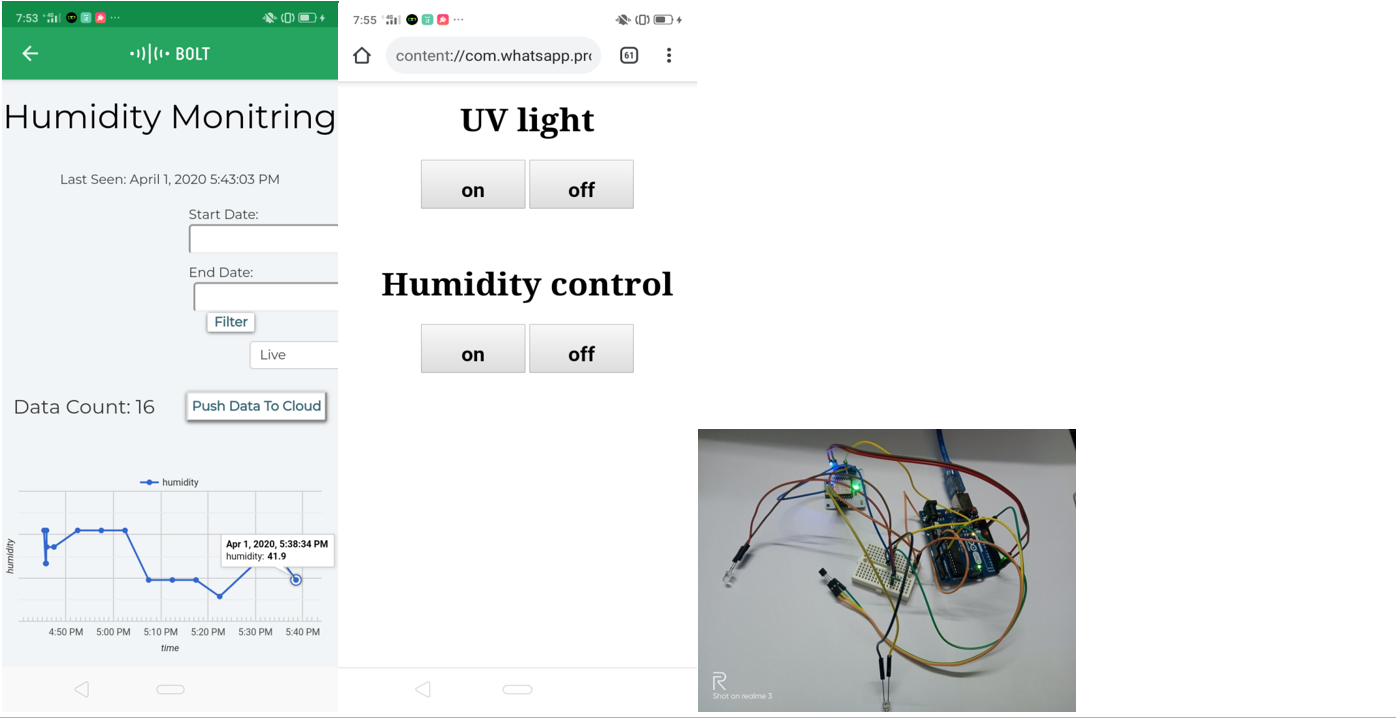 7:53
BOLT
Humidity Monitring
Last Seen: April 1, 2020 5:43:03 PM
Start Date:
End Date:
Filter
Live
Data Count: 16
Push Data To Cloud
humidity
Apr 1, 2020, 5:38:34 PM
humidity: 41.9
humidity
4:50 PM 5:00 PM 5:10 PM 5:20 PM 5:30 PM 5:40 PM
time
7:55
content://com.whatsapp.pro
61
UV light
on off
Humidity control
on off
R
Shot on realme 3